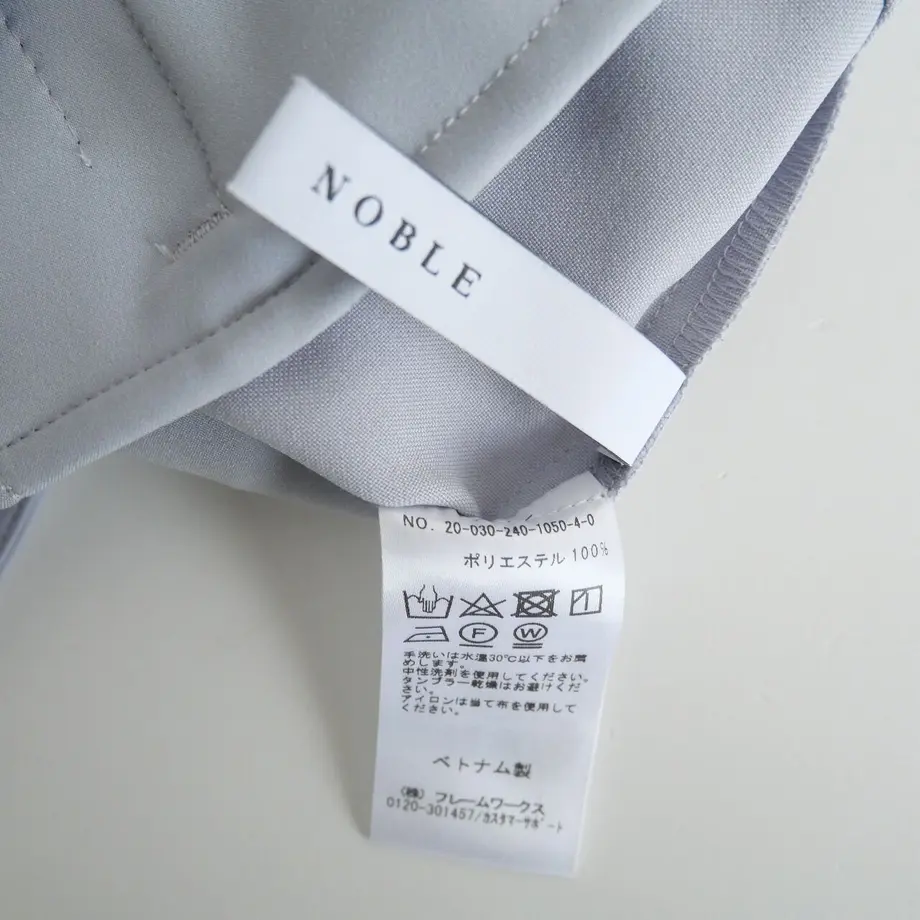 NOBLE
NO. 20-030-240-1050-4-0
ポリエステル 100%
F W
手洗いは水温30℃以下をお薦
めします。
中性洗剤を使用してください。
タンブラー乾燥はお避けくだ
さい。
アイロンは当て布を使用して
ください。
ベトナム製
(株) フレームワークス
0120-301457/カスタマーサポート